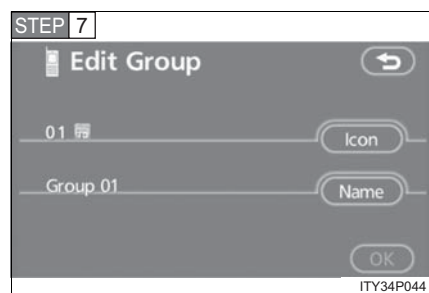 STEP 7
Edit Group
01
Icon
Group 01
Name
OK
ITY34P044